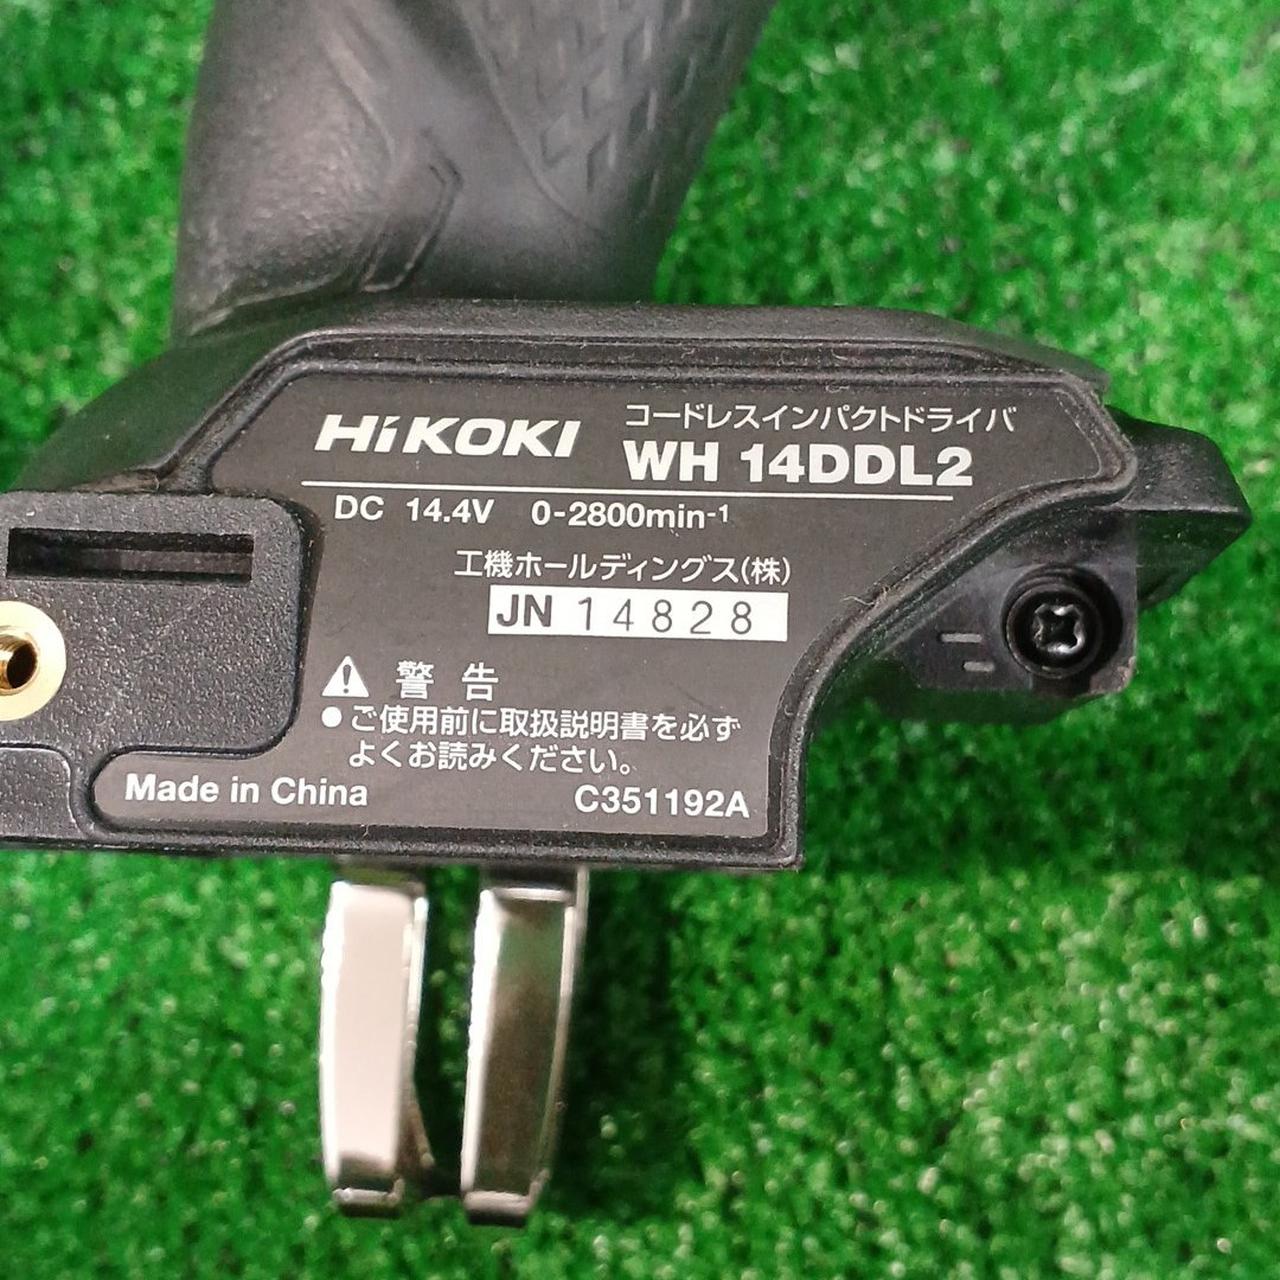 HiKOKI
コードレスインパクトドライバ
WH 14DDL2
DC 14.4V 0-2800min-1
工機ホールディングス(株)
JN 14828
警告
●ご使用前に取扱説明書を必ず
よくお読みください。
Made in China
C351192A